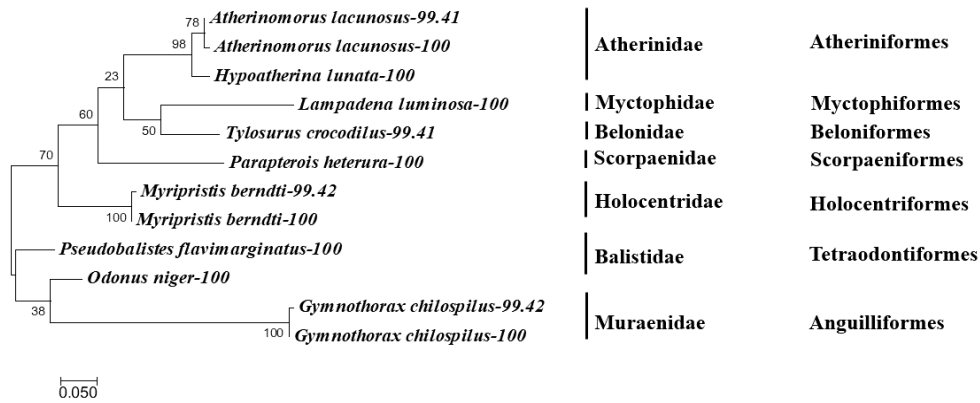 Atherinomorus lacunosus-99.41
78
Atherinomorus lacunosus-100
Atherinidae Atheriniformes
98
Hypoatherina lunata-100
23
Lampadena luminosa-100 Myctophidae Myctophiformes
50
Tylosurus crocodilus-99.41 Belonidae Beloniformes
60
Parapterois heterura-100 Scorpaenidae Scorpaeniformes
70
Myripristis berndti-99.42
Holocentridae Holocentriformes
100
Myripristis berndti-100
Pseudobalistes flavimarginatus-100
Balistidae Tetraodontiformes
Odonus niger-100
38
Gymnothorax chilospilus-99.42
Muraenidae Anguilliformes
100
Gymnothorax chilospilus-100
0.050